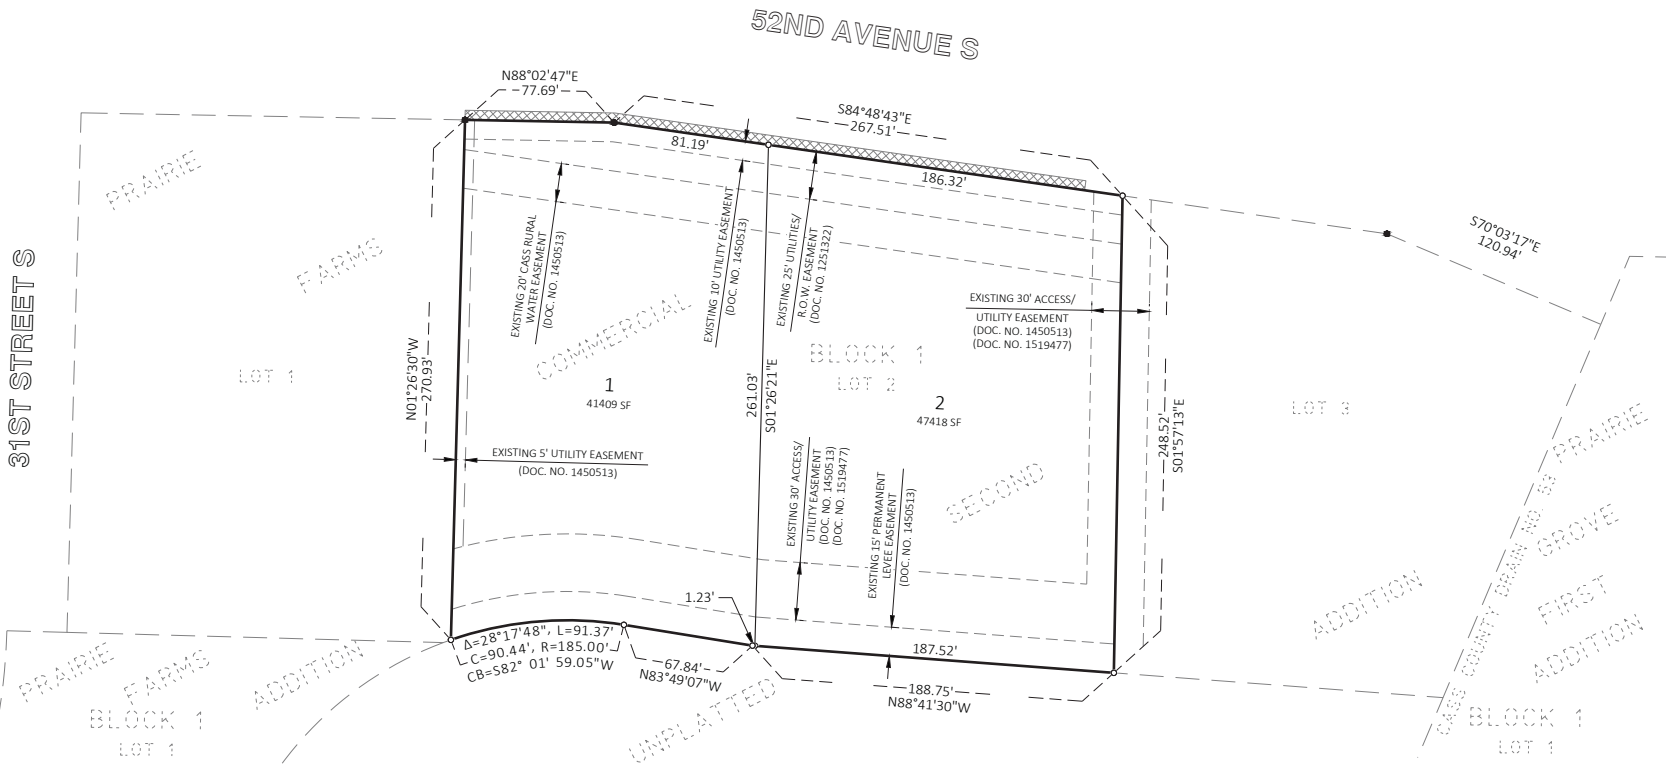 52ND AVENUE S
N88°02'47"E
77.69'
S84°48'43"E
267.51'
81.19'
186.32'
S70°03'17"E
120.94'
PRAIRIE
FARMS
31ST STREET S
LOT 1
N01°26'30"W
270.93'
EXISTING 20' CASS RURAL
WATER EASEMENT
(DOC. NO. 1450513)
EXISTING 10' UTILITY EASEMENT
(DOC. NO. 1450513)
EXISTING 25' UTILITIES/
R.O.W. EASEMENT
(DOC. NO. 1251322)
EXISTING 30' ACCESS/
UTILITY EASEMENT
(DOC. NO. 1450513)
(DOC. NO. 1519477)
COMMERCIAL
BLOCK 1
LOT 2
1
41409 SF
261.03'
S01°26'21"E
2
47418 SF
248.52'
S01°57'13"E
LOT 3
EXISTING 5' UTILITY EASEMENT
(DOC. NO. 1450513)
EXISTING 30' ACCESS/
UTILITY EASEMENT
(DOC. NO. 1450513)
(DOC. NO. 1519477)
EXISTING 15' PERMANENT
LEVEE EASEMENT
(DOC. NO. 1450513)
SECOND
ADDITION
CASS COUNTY DRAIN NO. 53
PRAIRIE
GROVE
FIRST
ADDITION
BLOCK 1
LOT 1
1.23'
Δ=28°17'48", L=91.37'
C=90.44', R=185.00'
CB=S82° 01' 59.05"W
67.84'
N83°49'07"W
187.52'
188.75'
N88°41'30"W
UNPLATTED
PRAIRIE
FARMS
ADDITION
BLOCK 1
LOT 1